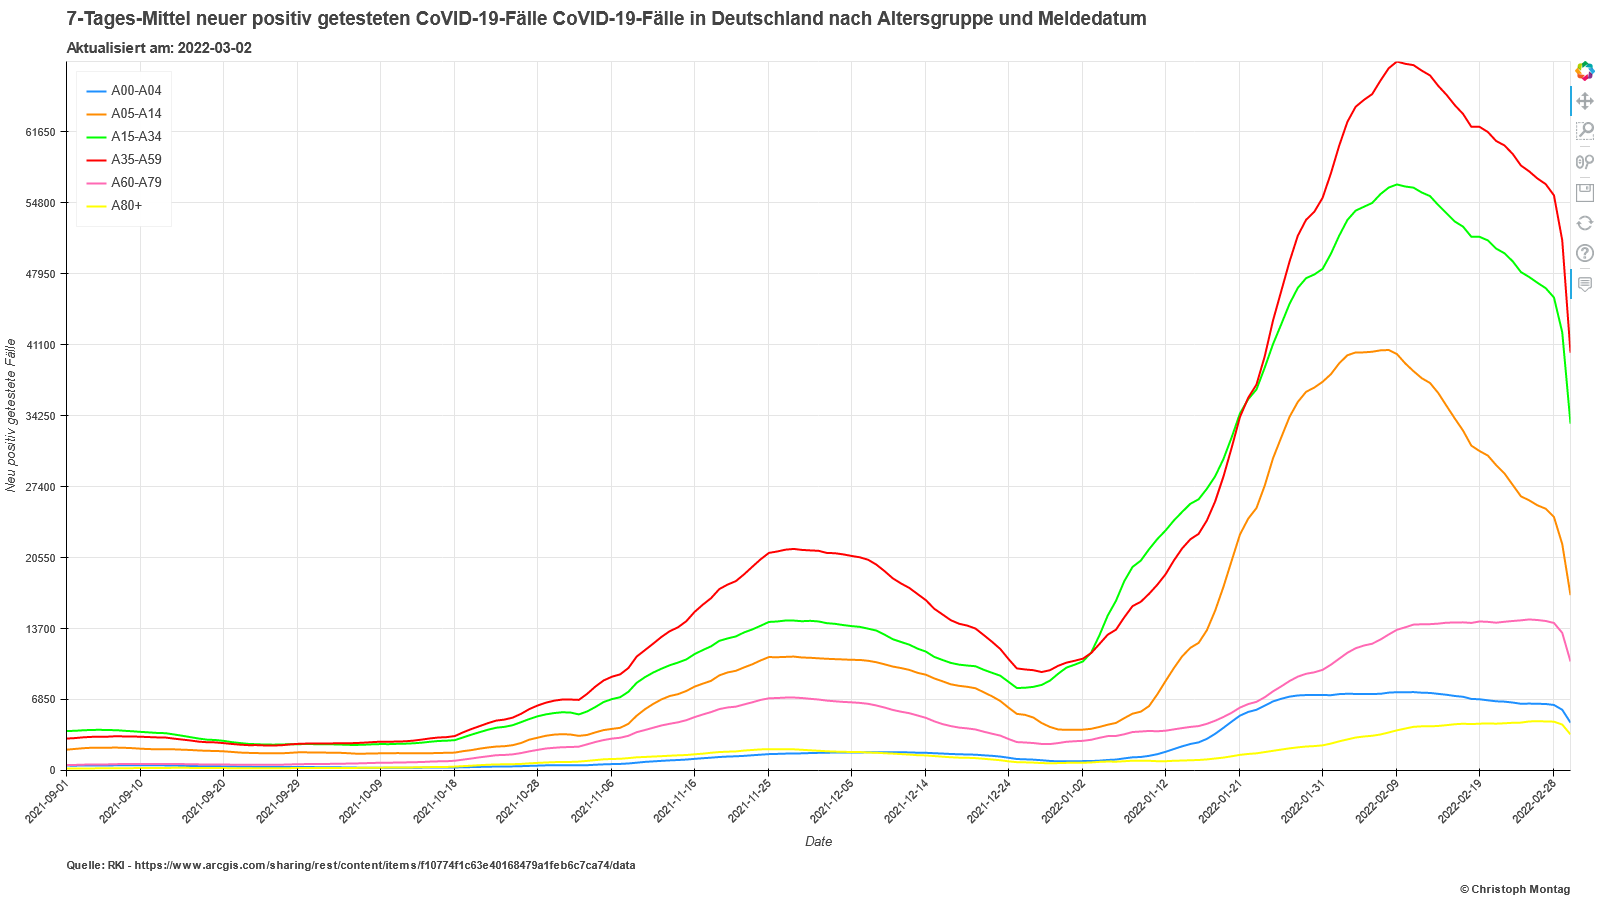 7-Tages-Mittel neuer positiv getesteten CoVID-19-Fälle CoVID-19-Fälle in Deutschland nach Altersgruppe und Meldedatum
Aktualisiert am: 2022-03-02
A00-A04
A05-A14
A15-A34
A35-A59
A60-A79
A80+
61650
54800
47950
41100
34250
27400
20550
13700
6850
0
Neu positiv getestete Fälle
2021-09-01
2021-09-10
2021-09-20
2021-09-29
2021-10-09
2021-10-18
2021-10-28
2021-11-06
2021-11-16
2021-11-25
2021-12-05
2021-12-14
2021-12-24
2022-01-02
2022-01-12
2022-01-21
2022-01-31
2022-02-09
2022-02-19
2022-02-28
Date
Quelle: RKI - https://www.arcgis.com/sharing/rest/content/items/f10774f1c63e40168479a1feb6c7ca74/data
© Christoph Montag